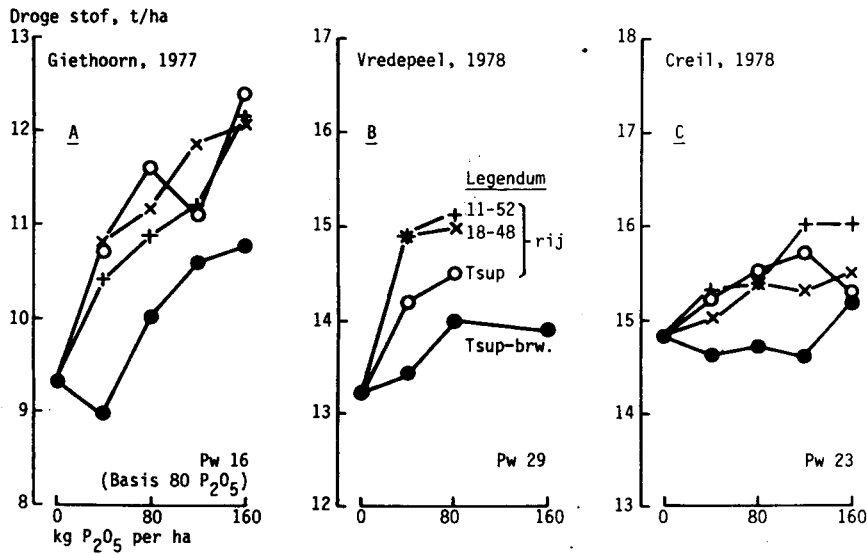 Droge stof, t/ha
13
12
11
10
9
8
Giethoorn, 1977
A
Pw 16
(Basis 80 P2O5)
0
80
160
kg P2O5 per ha
17
16
15
14
13
12
Vredepeel, 1978
B
Legendum
11-52
18-48
rij
Tsup
Tsup-brw.
Pw 29
0
80
160
18
17
16
15
14
13
Creil, 1978
C
Pw 23
0
80
160